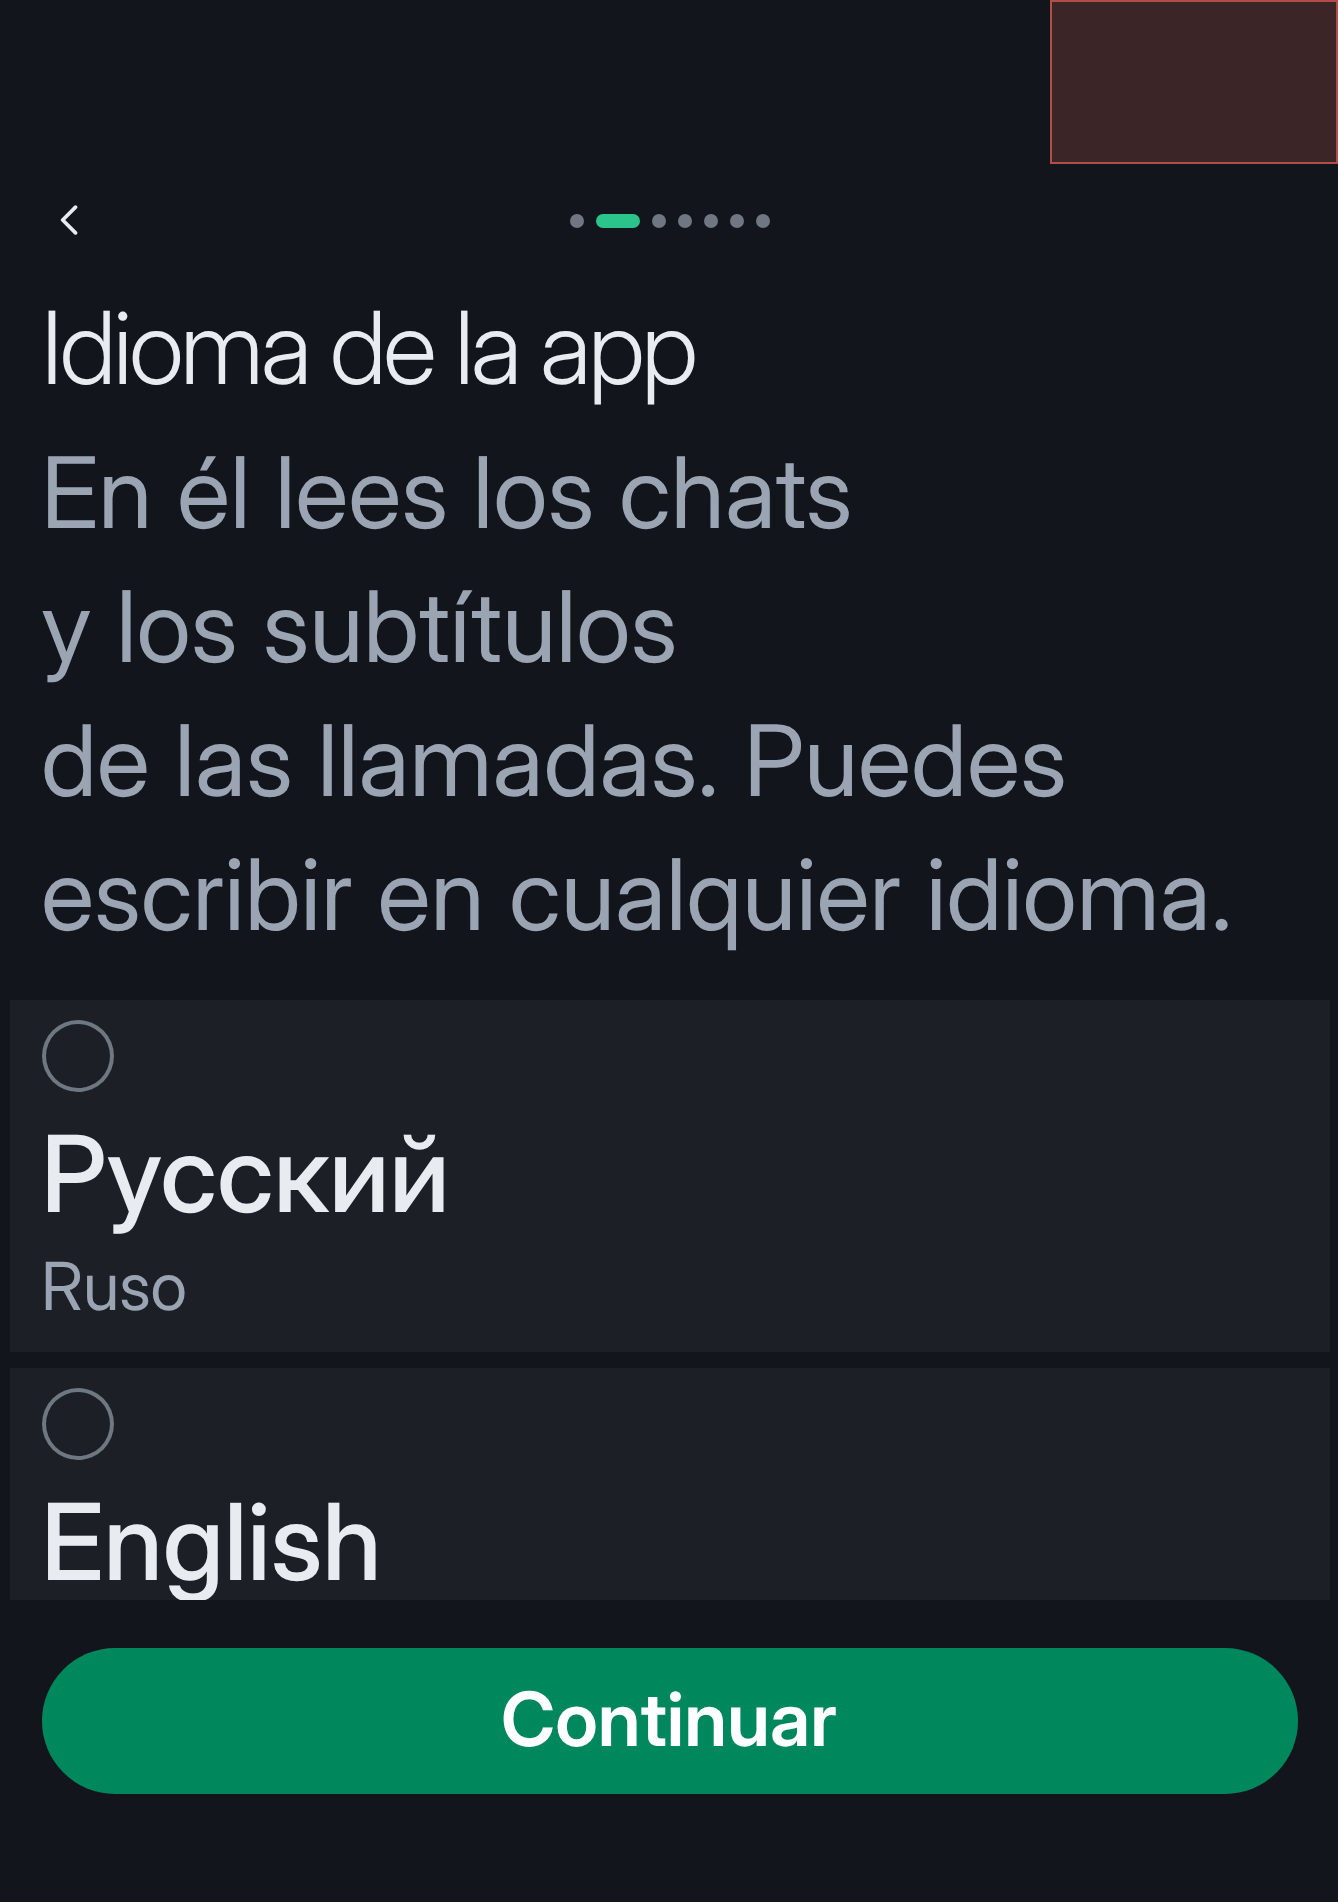 Idioma de la app
En él lees los chats
y los subtítulos
de las llamadas. Puedes
escribir en cualquier idioma.
Русский
Ruso
English
Continuar